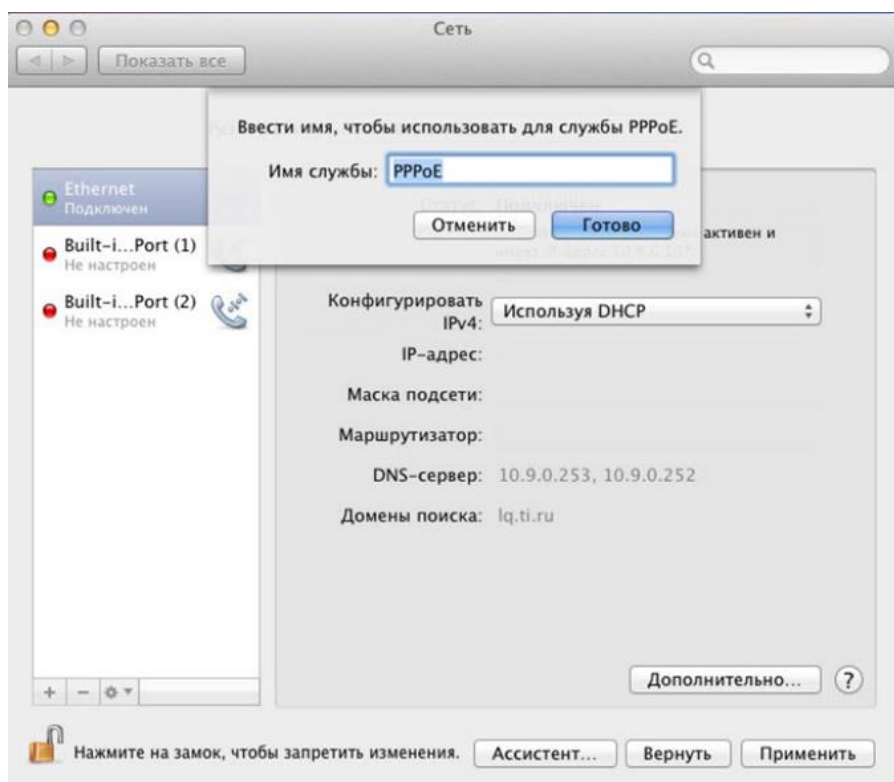 Сеть
Показать все
Ввести имя, чтобы использовать для службы PPPoE.
Имя службы: PPPoE
Отменить Готово
Ethernet
Подключен
активен и
Built-i...Port (1)
Не настроен
Built-i...Port (2)
Не настроен
Конфигурировать
IPv4: Используя DHCP
IP-адрес:
Маска подсети:
Маршрутизатор:
DNS-сервер: 10.9.0.253, 10.9.0.252
Домены поиска: lq.ti.ru
Дополнительно... ?
+ −
Нажмите на замок, чтобы запретить изменения. Ассистент... Вернуть Применить